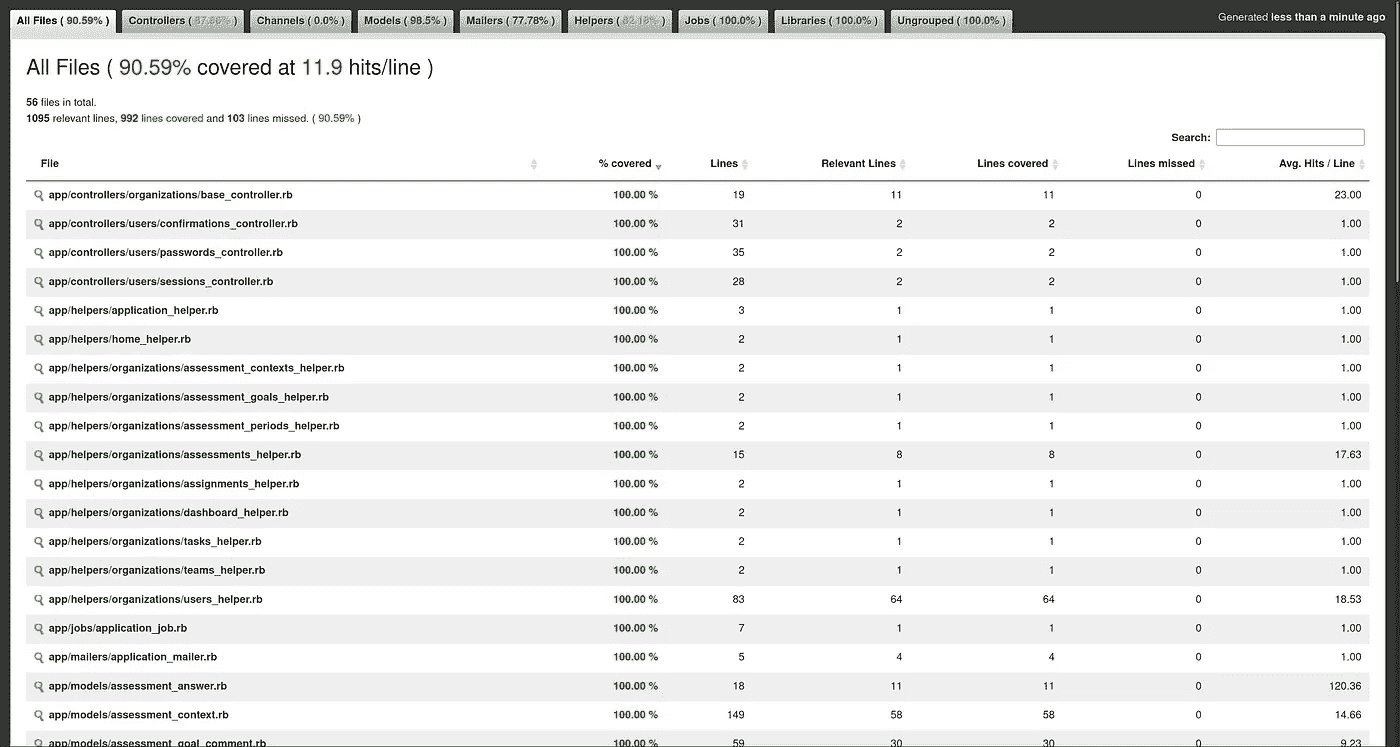 All Files ( 90.59% ) Controllers ( ) Channels ( 0.0% ) Models ( 98.5% ) Mailers ( 77.78% ) Helpers ( ) Jobs ( 100.0% ) Libraries ( 100.0% ) Ungrouped ( 100.0% ) Generated less than a minute ago
All Files ( 90.59% covered at 11.9 hits/line )
56 files in total.
1095 relevant lines, 992 lines covered and 103 lines missed. ( 90.59% )
Search:
File % covered Lines Relevant Lines Lines covered Lines missed Avg. Hits / Line
app/controllers/organizations/base_controller.rb 100.00 % 19 11 11 0 23.00
app/controllers/users/confirmations_controller.rb 100.00 % 31 2 2 0 1.00
app/controllers/users/passwords_controller.rb 100.00 % 35 2 2 0 1.00
app/controllers/users/sessions_controller.rb 100.00 % 28 2 2 0 1.00
app/helpers/application_helper.rb 100.00 % 3 1 1 0 1.00
app/helpers/home_helper.rb 100.00 % 2 1 1 0 1.00
app/helpers/organizations/assessment_contexts_helper.rb 100.00 % 2 1 1 0 1.00
app/helpers/organizations/assessment_goals_helper.rb 100.00 % 2 1 1 0 1.00
app/helpers/organizations/assessment_periods_helper.rb 100.00 % 2 1 1 0 1.00
app/helpers/organizations/assessments_helper.rb 100.00 % 15 8 8 0 17.63
app/helpers/organizations/assignments_helper.rb 100.00 % 2 1 1 0 1.00
app/helpers/organizations/dashboard_helper.rb 100.00 % 2 1 1 0 1.00
app/helpers/organizations/tasks_helper.rb 100.00 % 2 1 1 0 1.00
app/helpers/organizations/teams_helper.rb 100.00 % 2 1 1 0 1.00
app/helpers/organizations/users_helper.rb 100.00 % 83 64 64 0 18.53
app/jobs/application_job.rb 100.00 % 7 1 1 0 1.00
app/mailers/application_mailer.rb 100.00 % 5 4 4 0 1.00
app/models/assessment_answer.rb 100.00 % 18 11 11 0 120.36
app/models/assessment_context.rb 100.00 % 149 58 58 0 14.66
app/models/assessment_goal_comment.rb 100.00 % 59 30 30 0 9.23